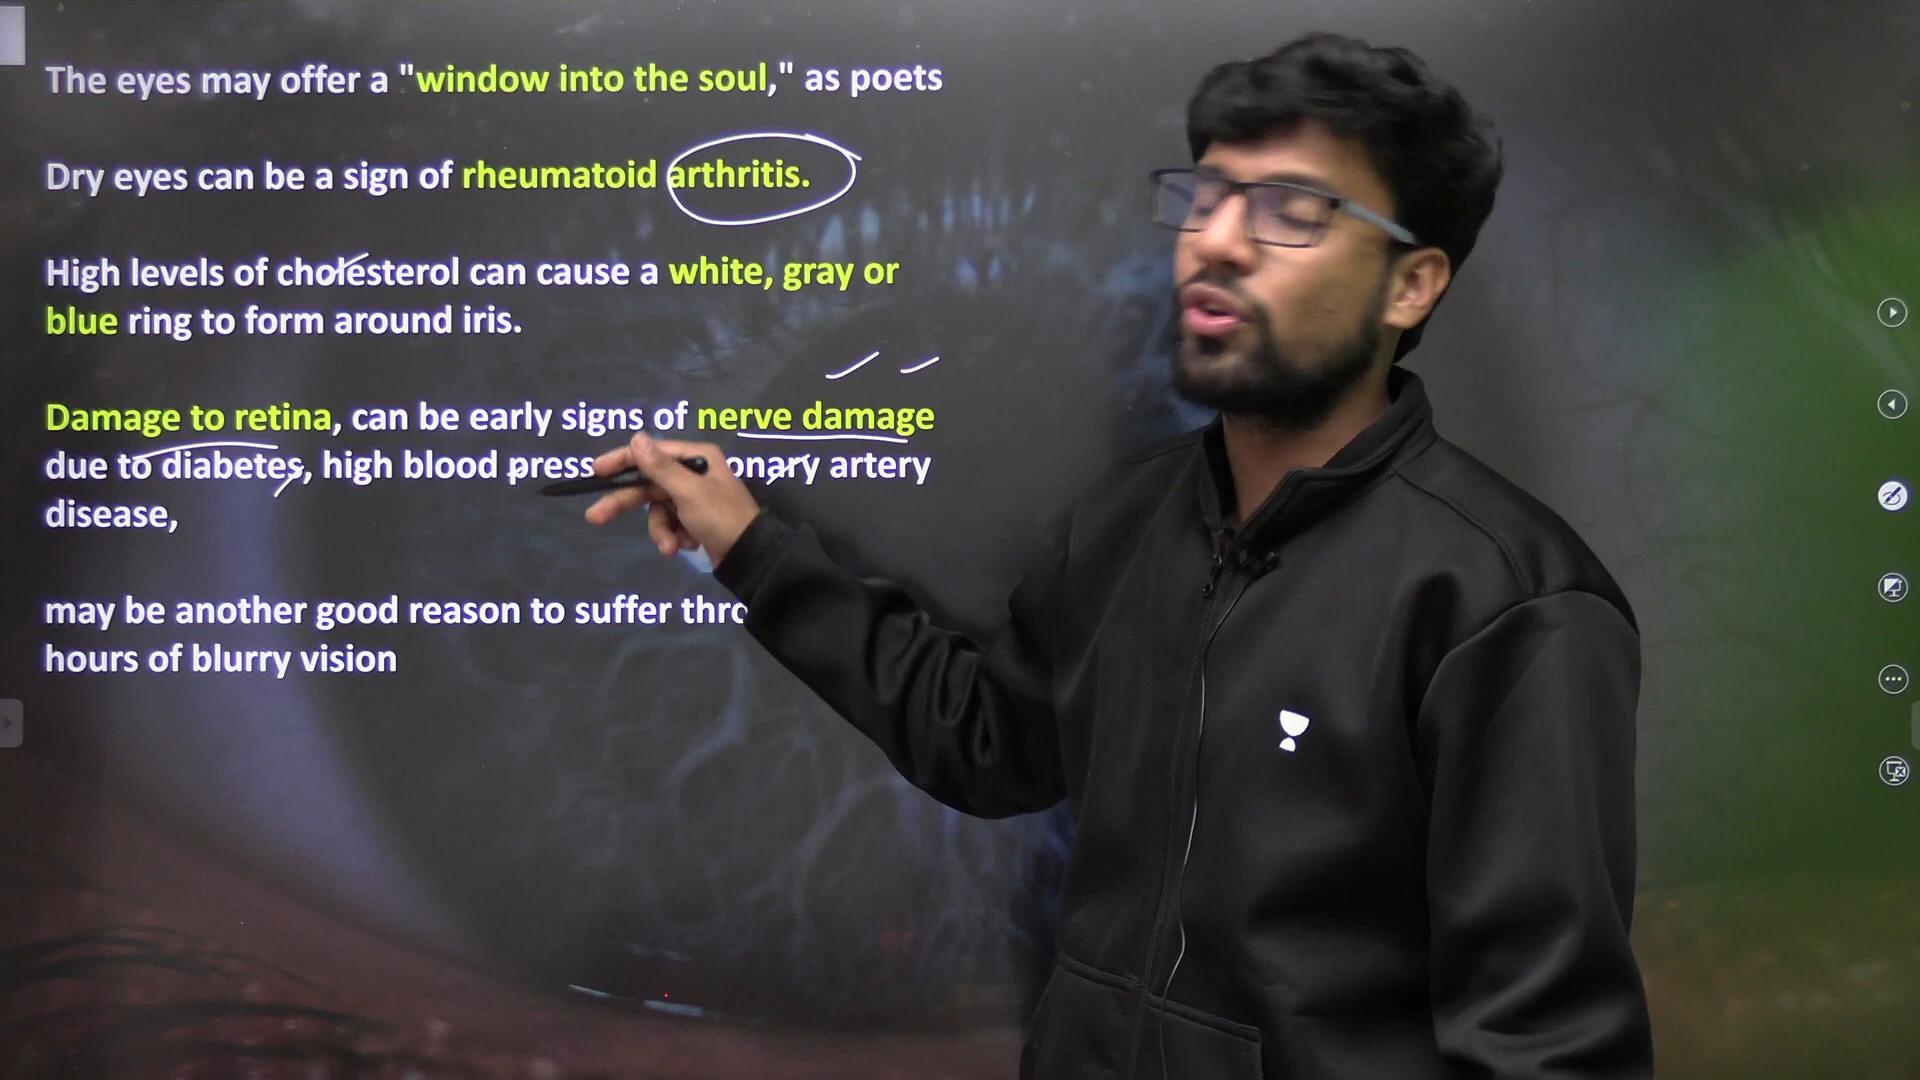 The eyes may offer a "window into the soul," as poets
Dry eyes can be a sign of rheumatoid arthritis.
High levels of cholesterol can cause a white, gray or
blue ring to form around iris.
Damage to retina, can be early signs of nerve damage
due to diabetes, high blood press onary artery
disease,
may be another good reason to suffer thro
hours of blurry vision